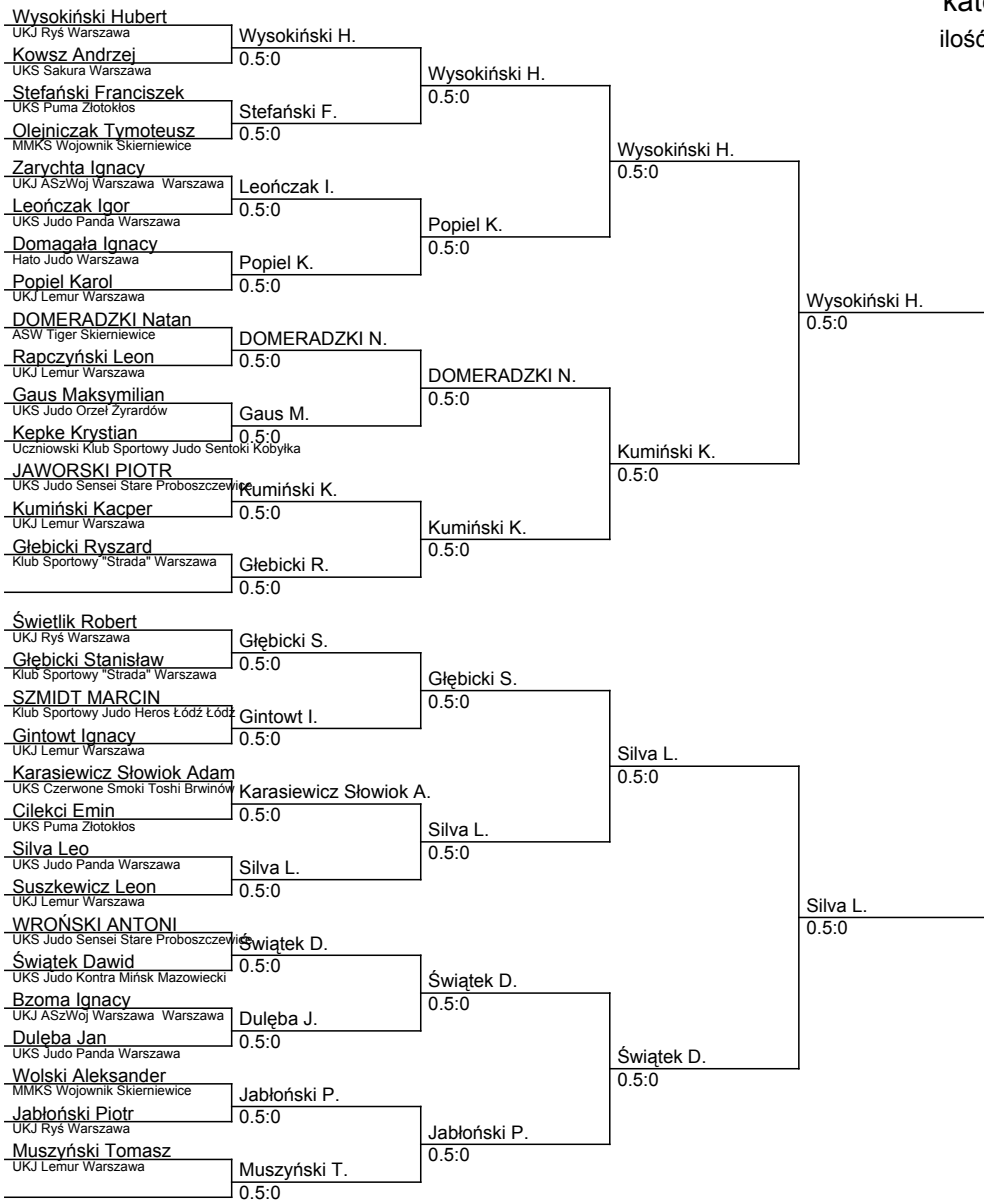 kat
ilość
Wysokiński Hubert
UKJ Ryś Warszawa
Kowsz Andrzej
UKS Sakura Warszawa
Stefański Franciszek
UKS Puma Złotokłos
Olejniczak Tymoteusz
MMKS Wojownik Skierniewice
Zarychta Ignacy
UKJ ASzWoj Warszawa Warszawa
Leończak Igor
UKS Judo Panda Warszawa
Domagała Ignacy
Hato Judo Warszawa
Popiel Karol
UKJ Lemur Warszawa
DOMERADZKI Natan
ASW Tiger Skierniewice
Rapczyński Leon
UKJ Lemur Warszawa
Gaus Maksymilian
UKS Judo Orzeł Żyrardów
Kepke Krystian
Uczniowski Klub Sportowy Judo Sentoki Kobyłka
JAWORSKI PIOTR
UKS Judo Sensei Stare Proboszczewice
Kumiński Kacper
UKJ Lemur Warszawa
Głebicki Ryszard
Klub Sportowy "Strada" Warszawa
Świetlik Robert
UKJ Ryś Warszawa
Głębicki Stanisław
Klub Sportowy "Strada" Warszawa
SZMIDT MARCIN
Klub Sportowy Judo Heros Łódź Łódź
Gintowt Ignacy
UKJ Lemur Warszawa
Karasiewicz Słowiok Adam
UKS Czerwone Smoki Toshi Brwinów
Cilekci Emin
UKS Puma Złotokłos
Silva Leo
UKS Judo Panda Warszawa
Suszkewicz Leon
UKJ Lemur Warszawa
WROŃSKI ANTONI
UKS Judo Sensei Stare Proboszczewice
Świątek Dawid
UKS Judo Kontra Mińsk Mazowiecki
Bzoma Ignacy
UKJ ASzWoj Warszawa Warszawa
Dulęba Jan
UKS Judo Panda Warszawa
Wolski Aleksander
MMKS Wojownik Skierniewice
Jabłoński Piotr
UKJ Ryś Warszawa
Muszyński Tomasz
UKJ Lemur Warszawa
Wysokiński H.
0.5:0
Stefański F.
0.5:0
Leończak I.
0.5:0
Popiel K.
0.5:0
DOMERADZKI N.
0.5:0
Gaus M.
0.5:0
Kumiński K.
0.5:0
Głebicki R.
0.5:0
Głębicki S.
0.5:0
Gintowt I.
0.5:0
Karasiewicz Słowiok A.
0.5:0
Silva L.
0.5:0
Świątek D.
0.5:0
Dulęba J.
0.5:0
Jabłoński P.
0.5:0
Muszyński T.
0.5:0
Wysokiński H.
0.5:0
Popiel K.
0.5:0
DOMERADZKI N.
0.5:0
Kumiński K.
0.5:0
Głębicki S.
0.5:0
Silva L.
0.5:0
Świątek D.
0.5:0
Jabłoński P.
0.5:0
Wysokiński H.
0.5:0
Kumiński K.
0.5:0
Silva L.
0.5:0
Świątek D.
0.5:0
Wysokiński H.
0.5:0
Silva L.
0.5:0